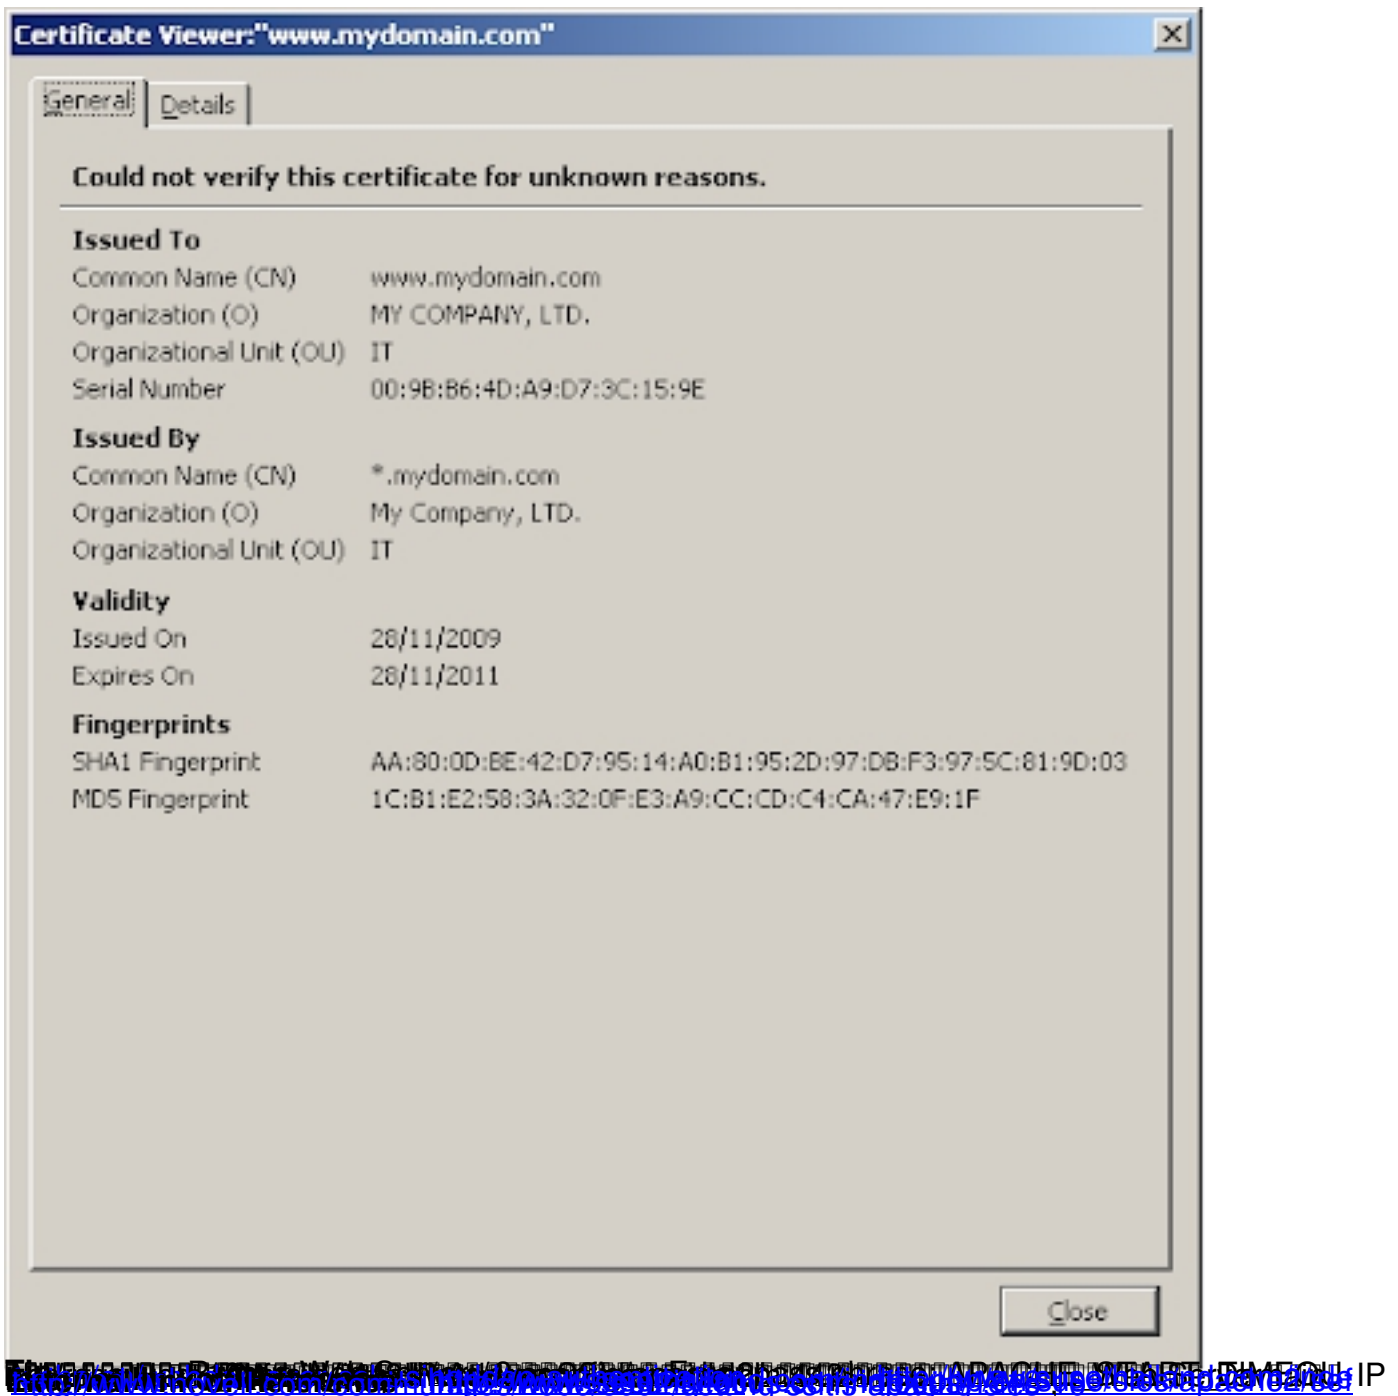 Certificate Viewer:"www.mydomain.com"
General Details
Could not verify this certificate for unknown reasons.
Issued To
Common Name (CN) www.mydomain.com
Organization (O) MY COMPANY, LTD.
Organizational Unit (OU) IT
Serial Number 00:9B:B6:4D:A9:D7:3C:15:9E
Issued By
Common Name (CN) *.mydomain.com
Organization (O) My Company, LTD.
Organizational Unit (OU) IT
Validity
Issued On 28/11/2009
Expires On 28/11/2011
Fingerprints
SHA1 Fingerprint AA:80:0D:BE:42:D7:95:14:A0:B1:95:2D:97:DB:F3:97:5C:81:9D:03
MD5 Fingerprint 1C:B1:E2:58:3A:32:0F:E3:A9:CC:CD:C4:CA:47:E9:1F
Close
IP